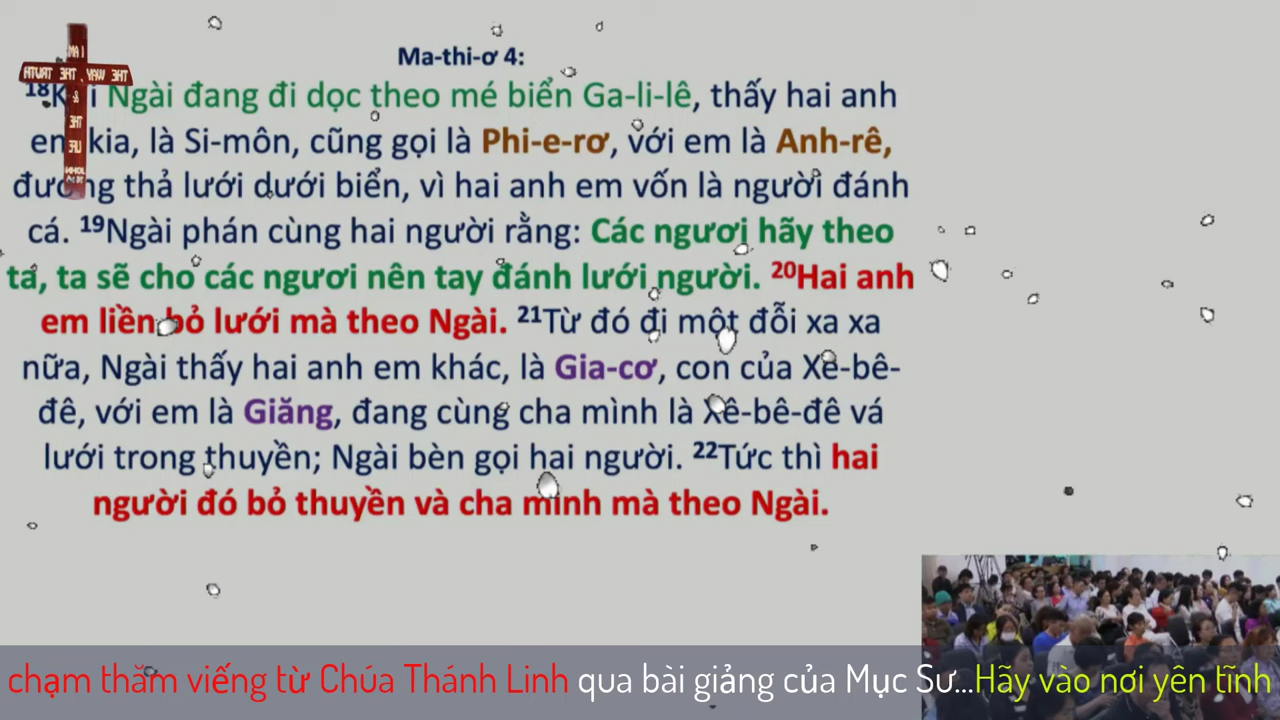 Ma-thi-ơ 4:
18K i Ngài đang đi dọc theo mé biển Ga-li-lê, thấy hai anh
em kia, là Si-môn, cũng gọi là Phi-e-rơ, với em là Anh-rê,
đương thả lưới dưới biển, vì hai anh em vốn là người đánh
cá. 19Ngài phán cùng hai người rằng: Các ngươi hãy theo
ta, ta sẽ cho các ngươi nên tay đánh lưới người. 20Hai anh
em liền bỏ lưới mà theo Ngài. 21Từ đó đi một đỗi xa xa
nữa, Ngài thấy hai anh em khác, là Gia-cơ, con của Xê-bê-
đê, với em là Giăng, đang cùng cha mình là Xê-bê-đê vá
lưới trong thuyền; Ngài bèn gọi hai người. 22Tức thì hai
người đó bỏ thuyền và cha mình mà theo Ngài.
chạm thăm viếng từ Chúa Thánh Linh qua bài giảng của Mục Sư...Hãy vào nơi yên tĩnh